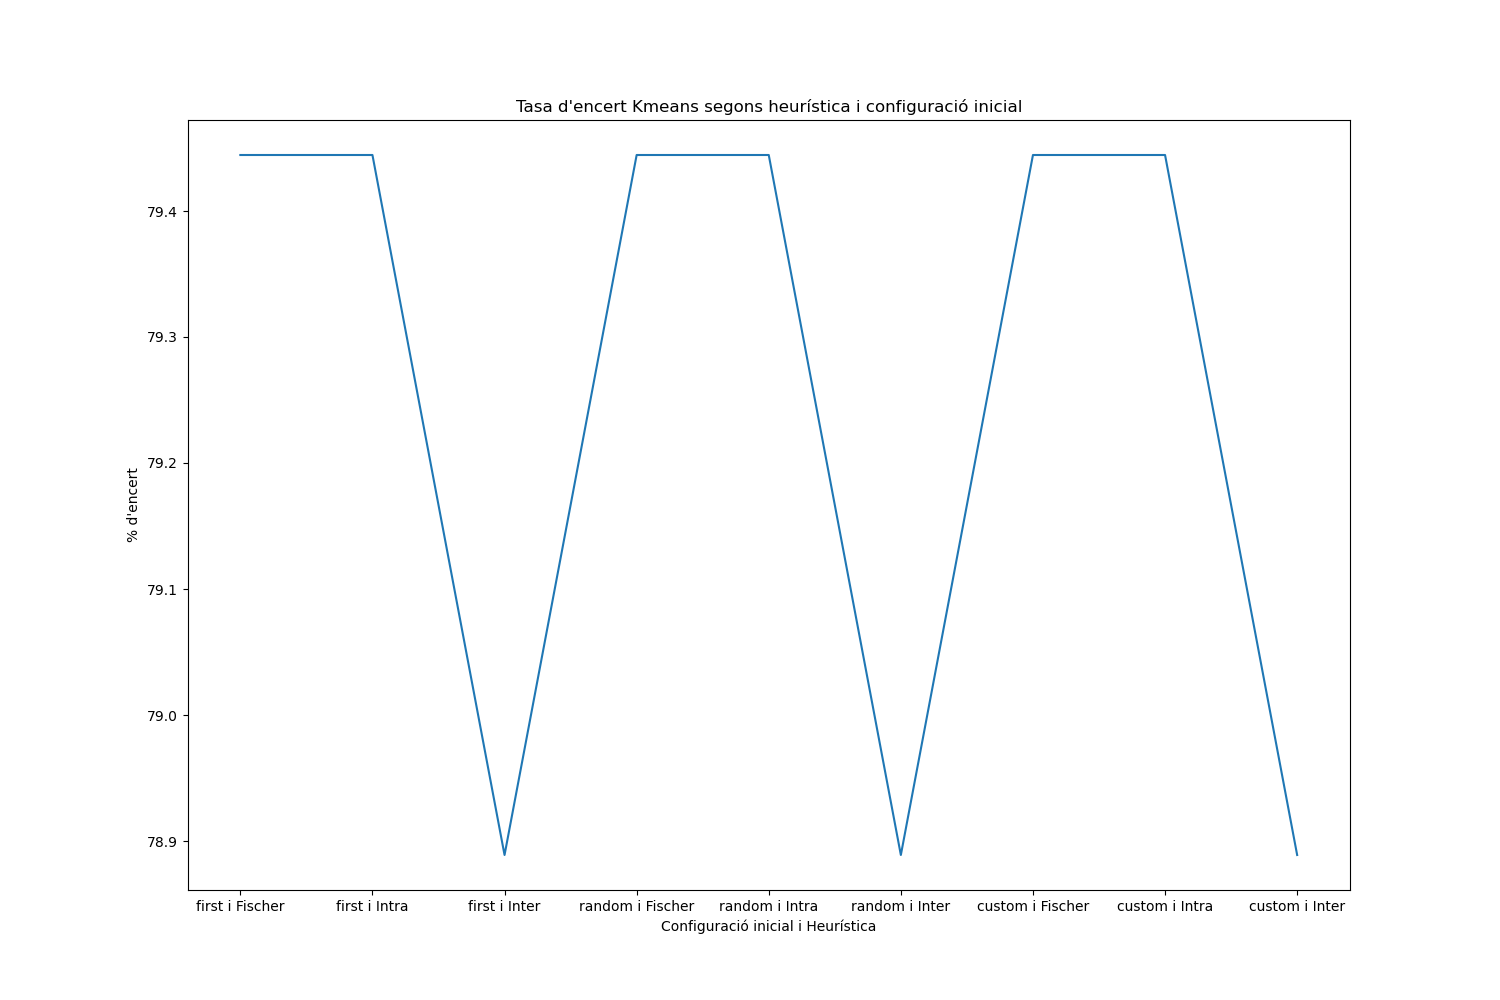 Tasa d'encert Kmeans segons heurística i configuració inicial
% d'encert
79.4
79.3
79.2
79.1
79.0
78.9
first i Fischer first i Intra first i Inter random i Fischer random i Intra random i Inter custom i Fischer custom i Intra custom i Inter
Configuració inicial i Heurística